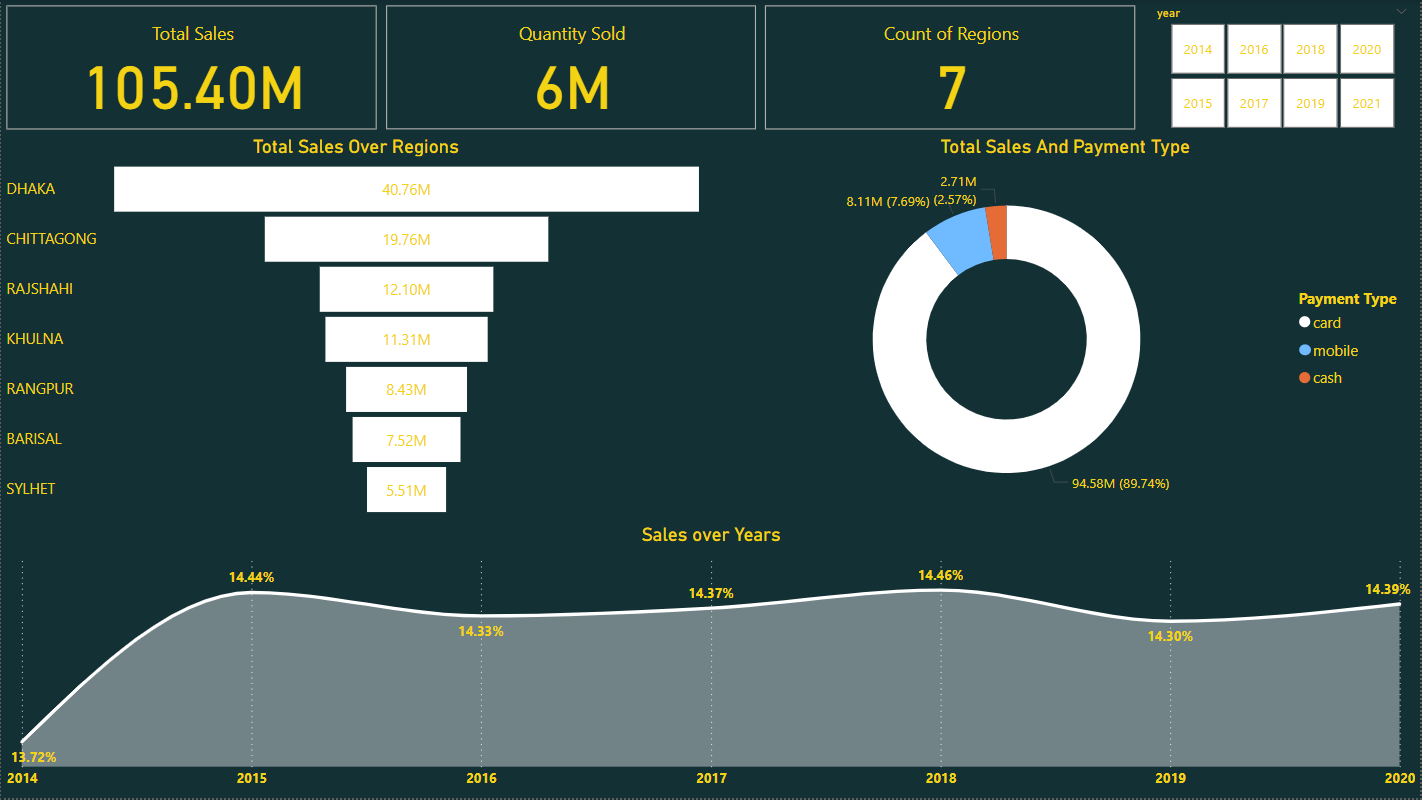 Total Sales
105.40M
Quantity Sold
6M
Count of Regions
7
year
2014 2016 2018 2020
2015 2017 2019 2021
Total Sales Over Regions
DHAKA 40.76M
CHITTAGONG 19.76M
RAJSHAHI 12.10M
KHULNA 11.31M
RANGPUR 8.43M
BARISAL 7.52M
SYLHET 5.51M
Total Sales And Payment Type
2.71M
(2.57%)
8.11M (7.69%)
94.58M (89.74%)
Payment Type
card
mobile
cash
Sales over Years
13.72%
14.44%
14.33%
14.37%
14.46%
14.30%
14.39%
2014 2015 2016 2017 2018 2019 2020